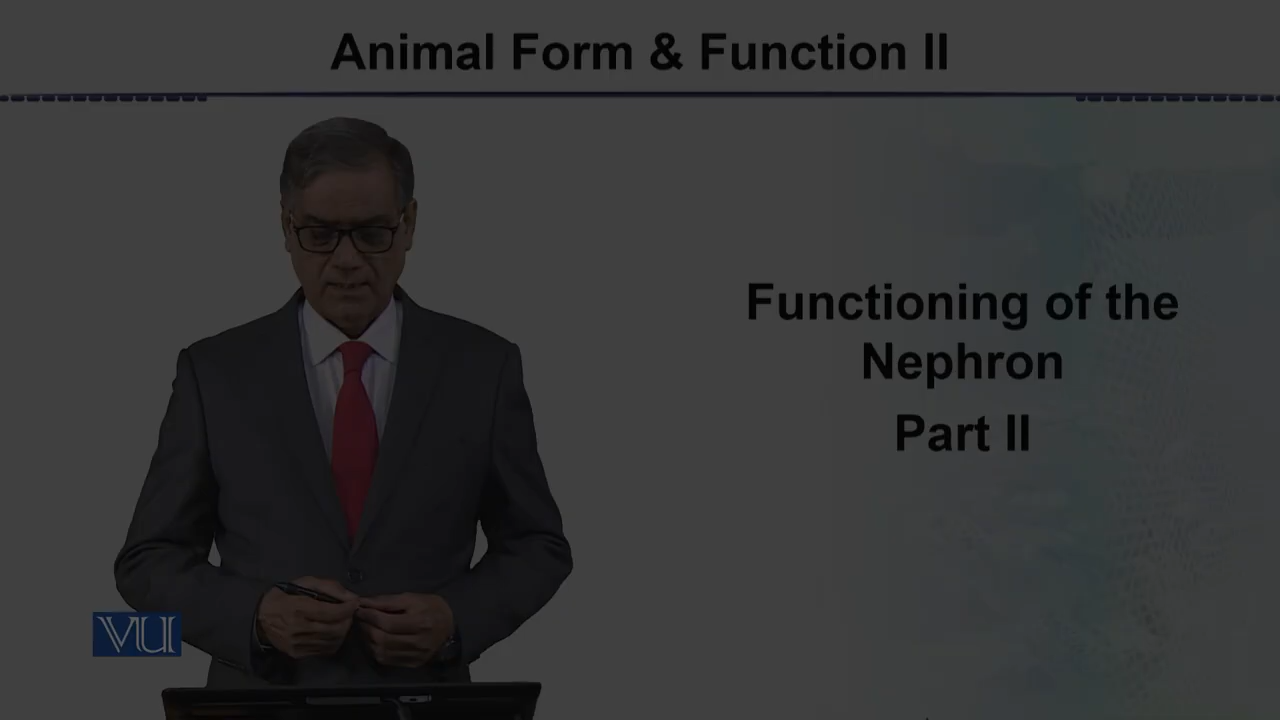 Animal Form & Function II
Functioning of the
Nephron
Part II
VU